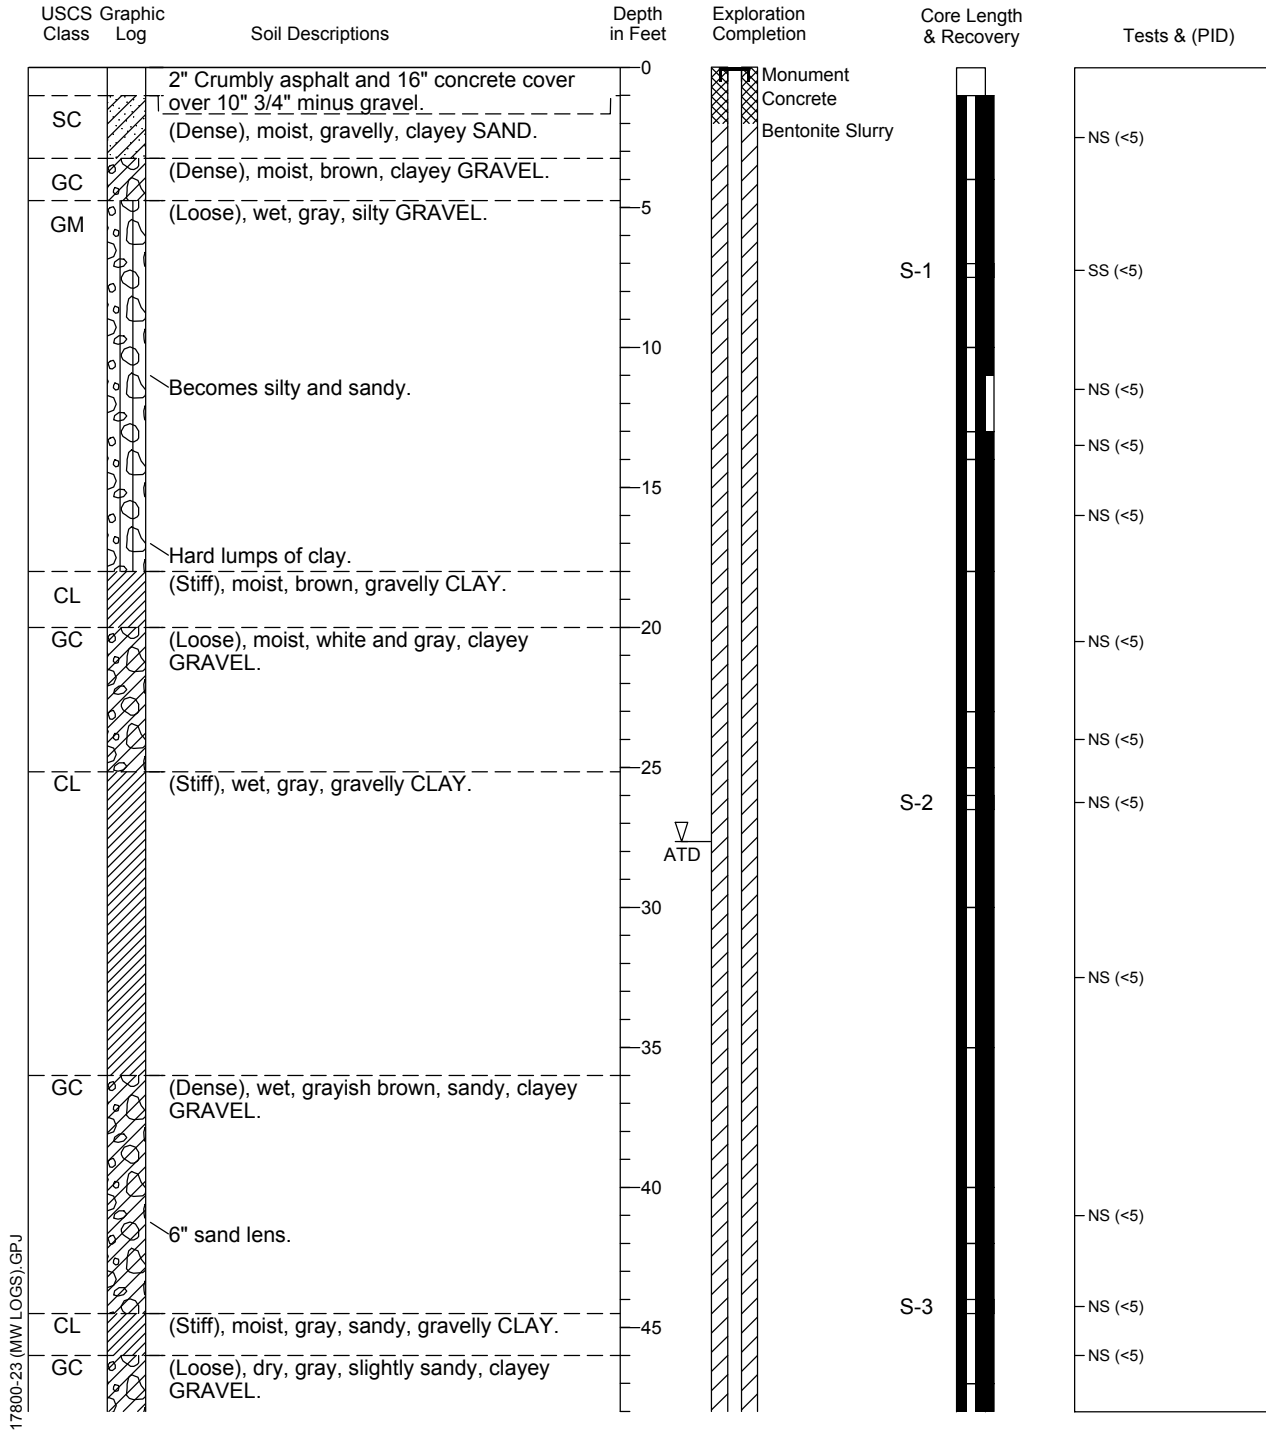 USCS Graphic
Class Log
Soil Descriptions
Depth
in Feet
Exploration
Completion
Core Length
& Recovery
Tests & (PID)
0
2" Crumbly asphalt and 16" concrete cover
over 10" 3/4" minus gravel.
Monument
Concrete
SC
(Dense), moist, gravelly, clayey SAND.
Bentonite Slurry
NS (<5)
GC
(Dense), moist, brown, clayey GRAVEL.
GM
(Loose), wet, gray, silty GRAVEL.
5
S-1
SS (<5)
10
Becomes silty and sandy.
NS (<5)
NS (<5)
15
NS (<5)
Hard lumps of clay.
CL
(Stiff), moist, brown, gravelly CLAY.
20
GC
(Loose), moist, white and gray, clayey
GRAVEL.
NS (<5)
NS (<5)
25
CL
(Stiff), wet, gray, gravelly CLAY.
S-2
NS (<5)
ATD
30
NS (<5)
35
GC
(Dense), wet, grayish brown, sandy, clayey
GRAVEL.
40
NS (<5)
6" sand lens.
S-3
NS (<5)
CL
(Stiff), moist, gray, sandy, gravelly CLAY.
45
GC
(Loose), dry, gray, slightly sandy, clayey
GRAVEL.
NS (<5)
17800-23 (MW LOGS).GPJ